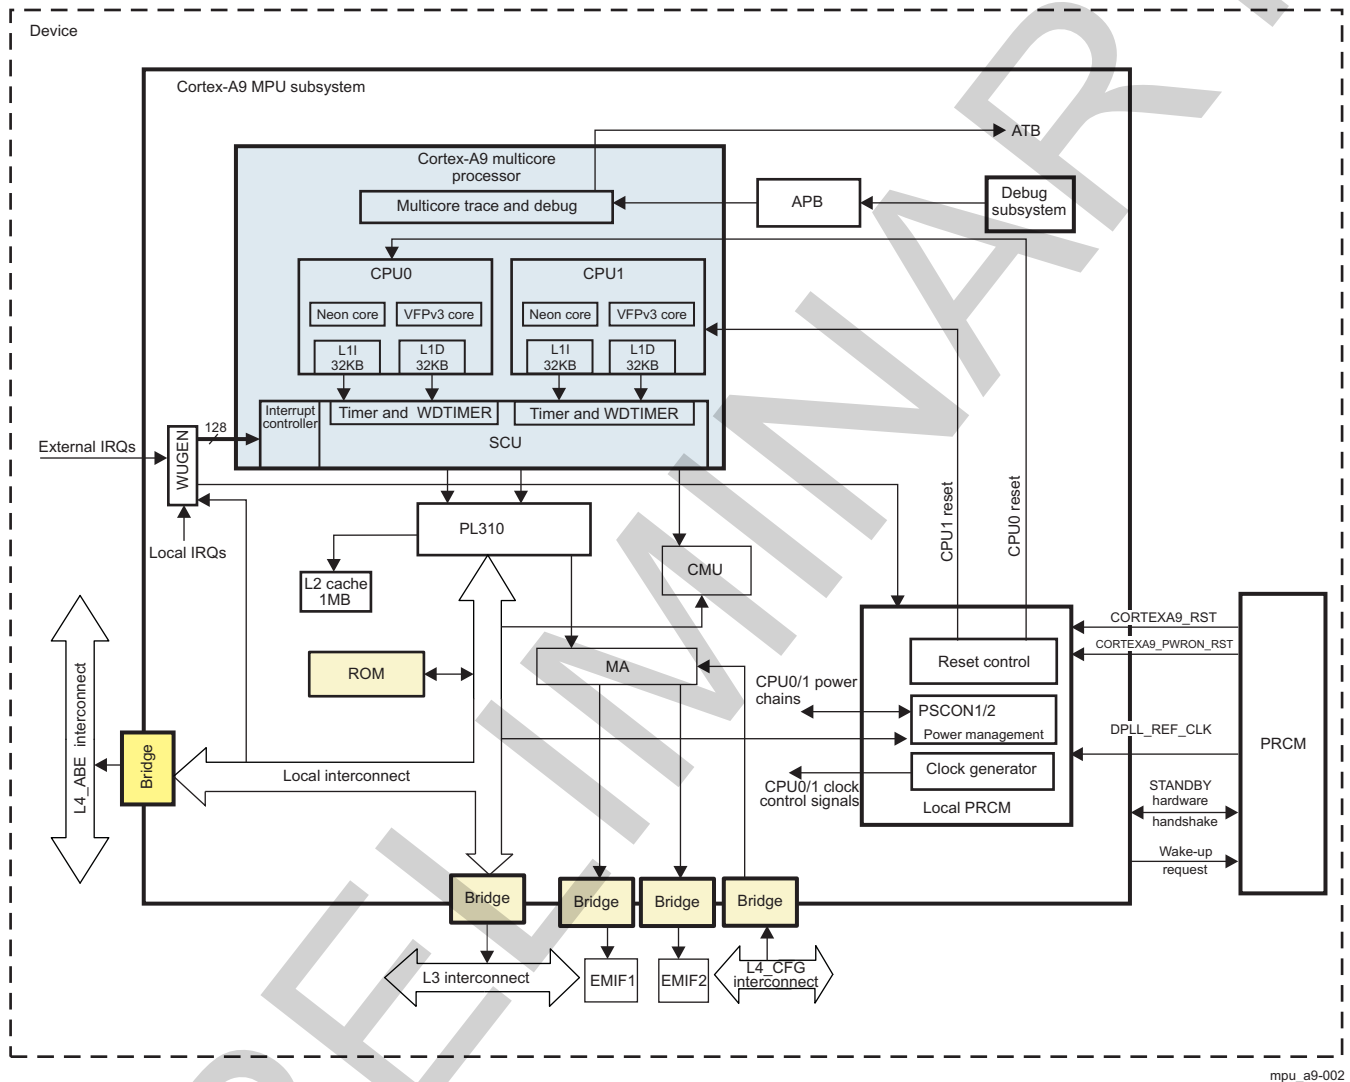 Device
Cortex-A9 MPU subsystem
ATB
Cortex-A9 multicore
processor
Multicore trace and debug
APB
Debug
subsystem
CPU0
CPU1
Neon core
VFPv3 core
Neon core
VFPv3 core
L1I
32KB
L1D
32KB
L1I
32KB
L1D
32KB
Interrupt
controller
Timer and WDTIMER
Timer and WDTIMER
SCU
128
External IRQs
WUGEN
Local IRQs
CPU1 reset
CPU0 reset
PL310
L2 cache
1MB
CMU
ROM
MA
CORTEXA9_RST
CORTEXA9_PWRON_RST
Reset control
CPU0/1 power
chains
PSCON1/2
Power management
DPLL_REF_CLK
PRCM
L4_ABE interconnect
Bridge
Local interconnect
Clock generator
CPU0/1 clock
control signals
Local PRCM
STANDBY
hardware
handshake
Wake-up
request
Bridge
Bridge
Bridge
Bridge
L3 interconnect
EMIF1
EMIF2
L4_CFG
interconnect
mpu_a9-002
PRELIMINARY